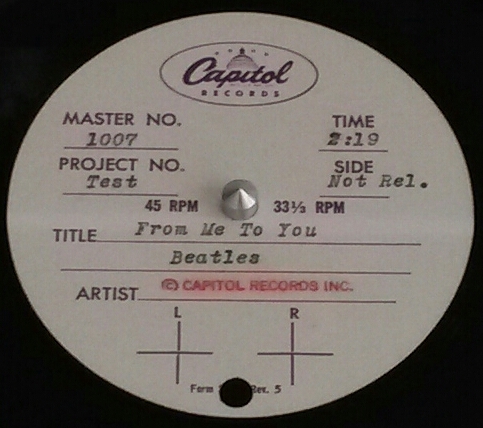 Capitol
RECORDS
MASTER NO. TIME
1007 2:19
PROJECT NO. SIDE
Test Not Rel.
45 RPM 33⅓ RPM
TITLE From Me To You
Beatles
ARTIST Ⓟ CAPITOL RECORDS INC.
L R
Form Rev. 5